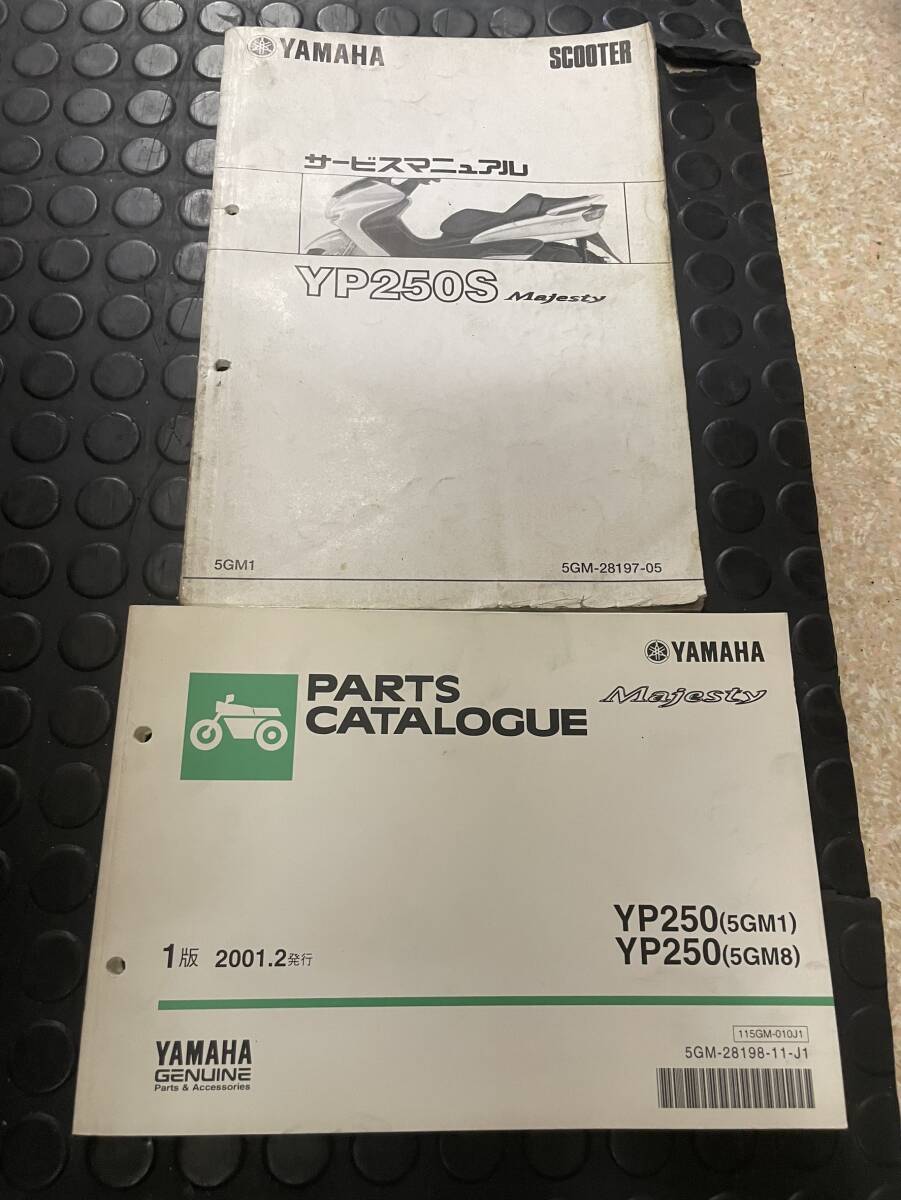 YAMAHA
SCOOTER
サービスマニュアル
YP250S Majesty
5GM1
5GM-28197-05
YAMAHA
PARTS
CATALOGUE
Majesty
YP250(5GM1)
YP250(5GM8)
1版 2001.2発行
115GM-010J1
5GM-28198-11-J1
YAMAHA
GENUINE
Parts & Accessories